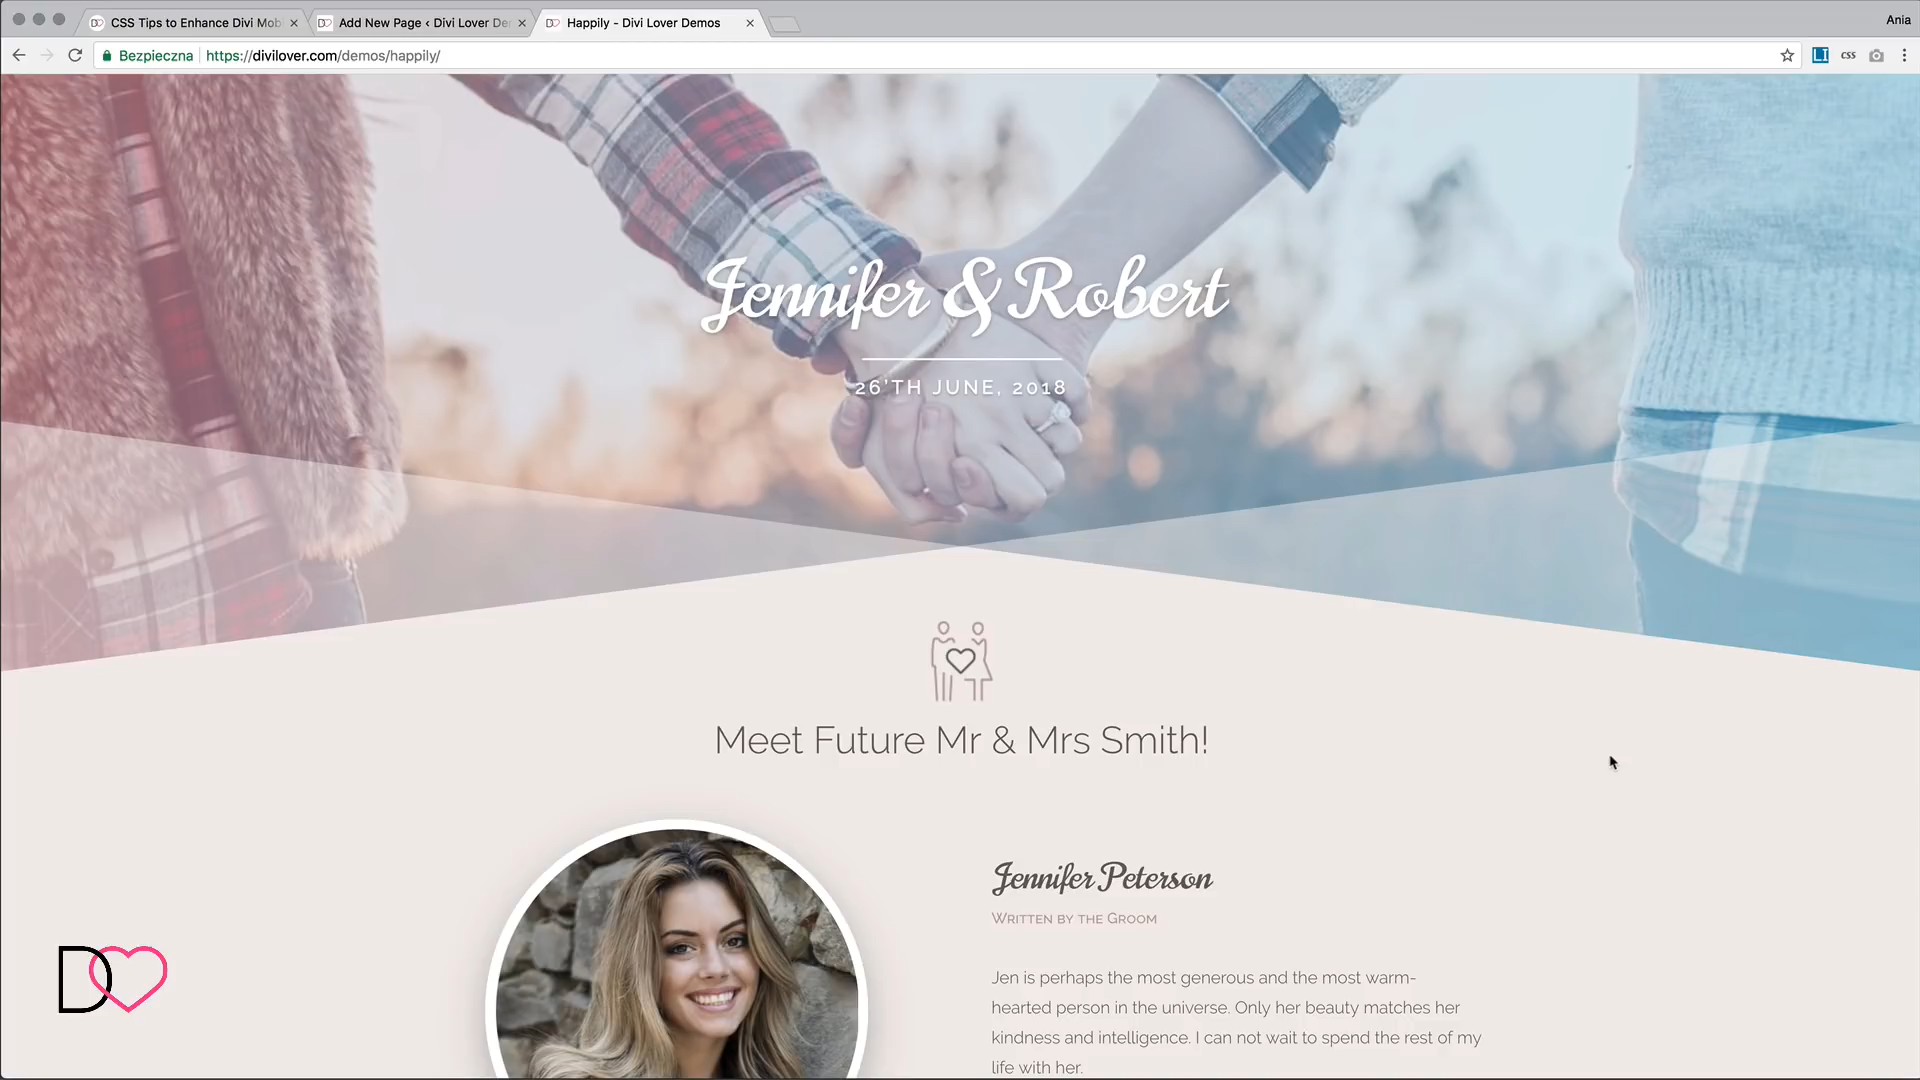 CSS Tips to Enhance Divi Mobi
Add New Page ‹ Divi Lover De
Happily - Divi Lover Demos
Ania
Bezpieczna
https://divilover.com/demos/happily/
CSS
Jennifer & Robert
26'TH JUNE, 2018
Meet Future Mr & Mrs Smith!
Jennifer Peterson
WRITTEN BY THE GROOM
Jen is perhaps the most generous and the most warm-
hearted person in the universe. Only her beauty matches her
kindness and intelligence. I can not wait to spend the rest of my
life with her.
D